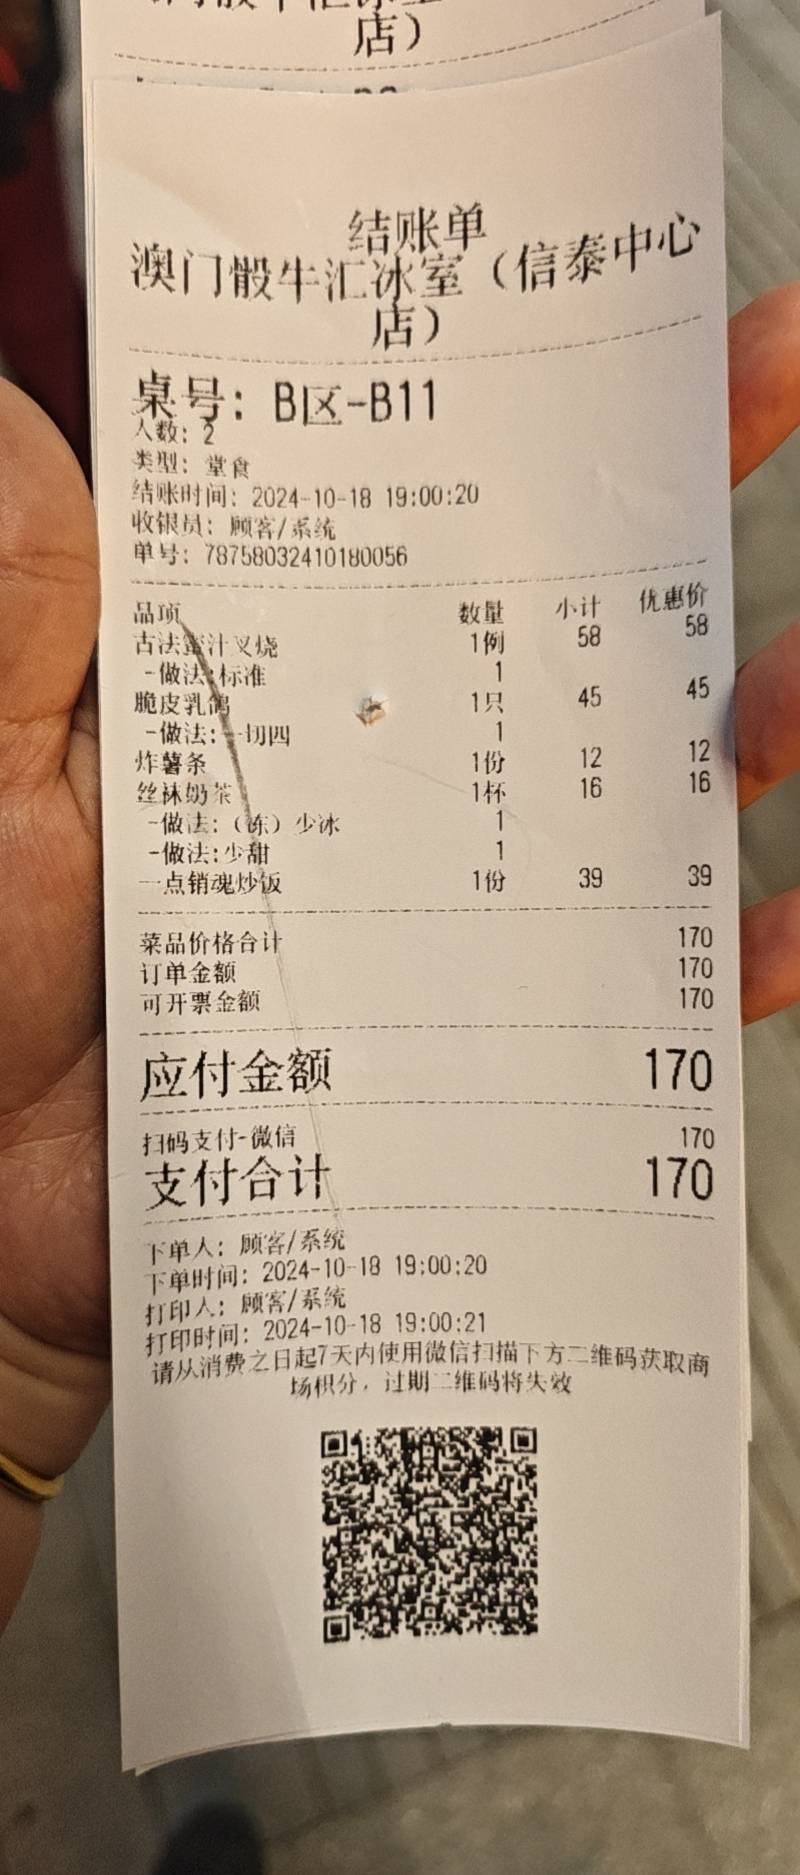 店）
结账单
澳门骰牛汇冰室（信泰中心
店）
桌号: B区-B11
人数: 2
类型: 堂食
结账时间: 2024-10-18 19:00:20
收银员: 顾客/系统
单号: 78758032410180056
品项 数量 小计 优惠价
古法蜜汁叉烧 1例 58 58
-做法:标准 1
脆皮乳鸽 1只 45 45
-做法:一切四 1
炸薯条 1份 12 12
丝袜奶茶 1杯 16 16
-做法:（冻）少冰 1
-做法:少甜 1
一点销魂炒饭 1份 39 39
菜品价格合计 170
订单金额 170
可开票金额 170
应付金额 170
扫码支付-微信 170
支付合计 170
下单人: 顾客/系统
下单时间: 2024-10-18 19:00:20
打印人: 顾客/系统
打印时间: 2024-10-18 19:00:21
请从消费之日起7天内使用微信扫描下方二维码获取商
场积分，过期二维码将失效